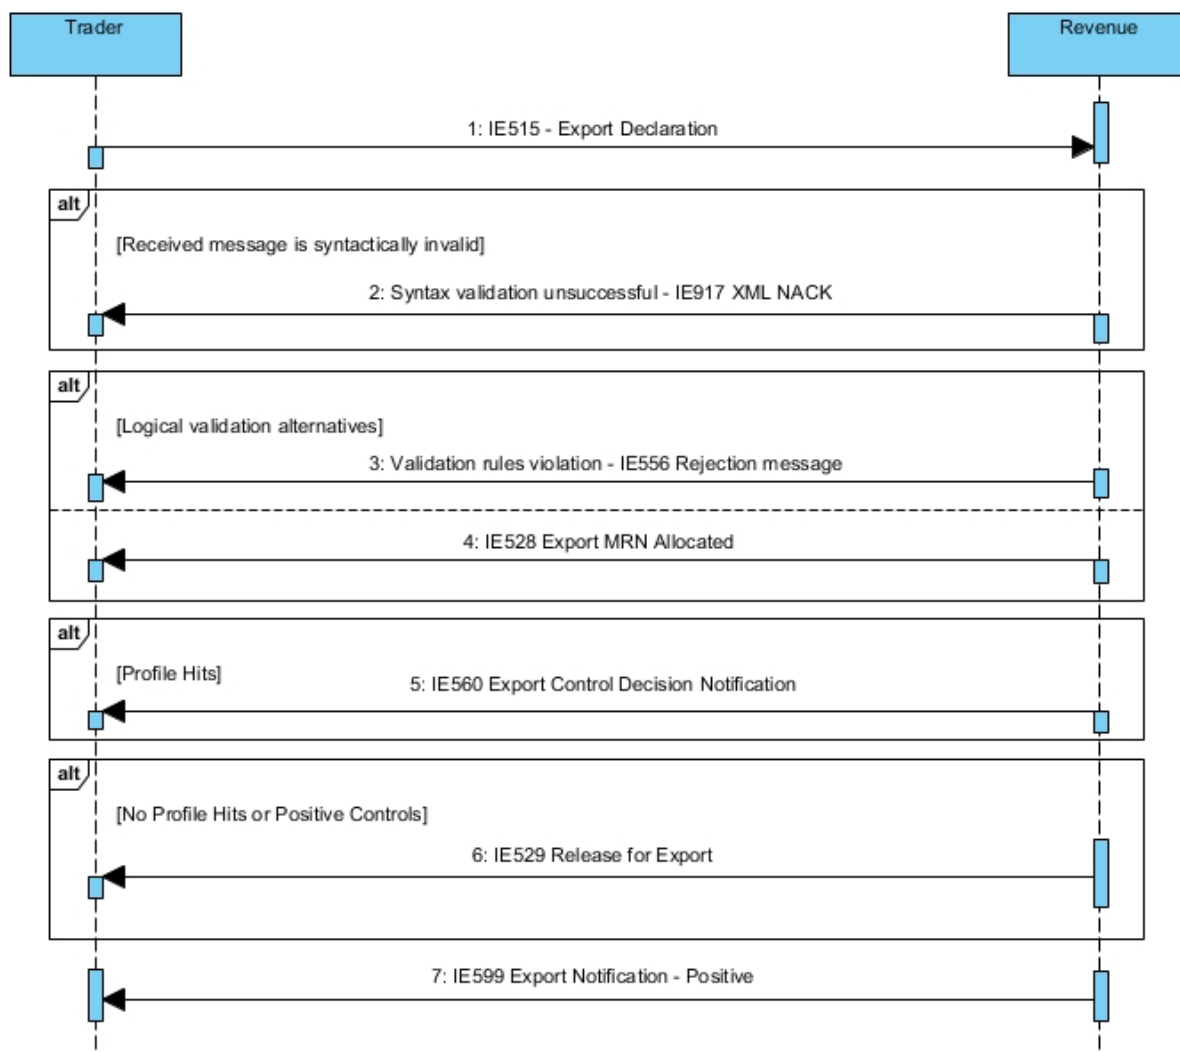 Trader
Revenue
1: IE515 - Export Declaration
alt
[Received message is syntactically invalid]
2: Syntax validation unsuccessful - IE917 XML NACK
alt
[Logical validation alternatives]
3: Validation rules violation - IE556 Rejection message
4: IE528 Export MRN Allocated
alt
[Profile Hits]
5: IE560 Export Control Decision Notification
alt
[No Profile Hits or Positive Controls]
6: IE529 Release for Export
7: IE599 Export Notification - Positive